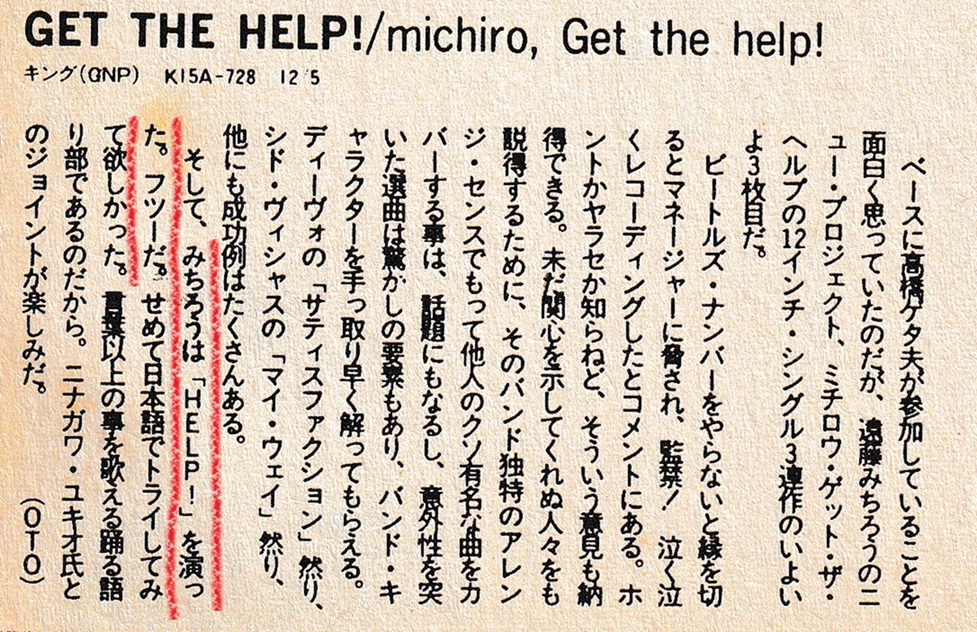 GET THE HELP!/michiro, Get the help!
キング(GNP) K15A-728 12˙5
ベースに高橋ゲタ夫が参加していることを
面白く思っていたのだが、遠藤みちろうのニ
ュー・プロジェクト、ミチロウ・ゲット・ザ・
ヘルプの12インチ・シングル3連作のいよい
よ3枚目だ。
ビートルズ・ナンバーをやらないと縁を切
るとマネージャーに脅され、監禁!泣く泣
くレコーディングしたとコメントにある。ホ
ントかヤラセか知らねど、そういう意見も納
得できる。未だ関心を示してくれぬ人々をも
説得するために、そのバンド独特のアレン
ジ・センスでもって他人のクソ有名な曲をカ
バーする事は、話題にもなるし、意外性を突
いた選曲は驚かしの要素もあり、バンド・キ
ャラクターを手っ取り早く解ってもらえる。
ディーヴォの「サティスファクション」然り、
シド・ヴィシャスの「マイ・ウェイ」然り、
他にも成功例はたくさんある。
そして、みちろうは「HELP!」を演っ
た。フツーだ。せめて日本語でトライしてみ
て欲しかった。言葉以上の事を歌える踊る語
り部であるのだから。ニナガワ・ユキオ氏と
のジョイントが楽しみだ。
(OTO)